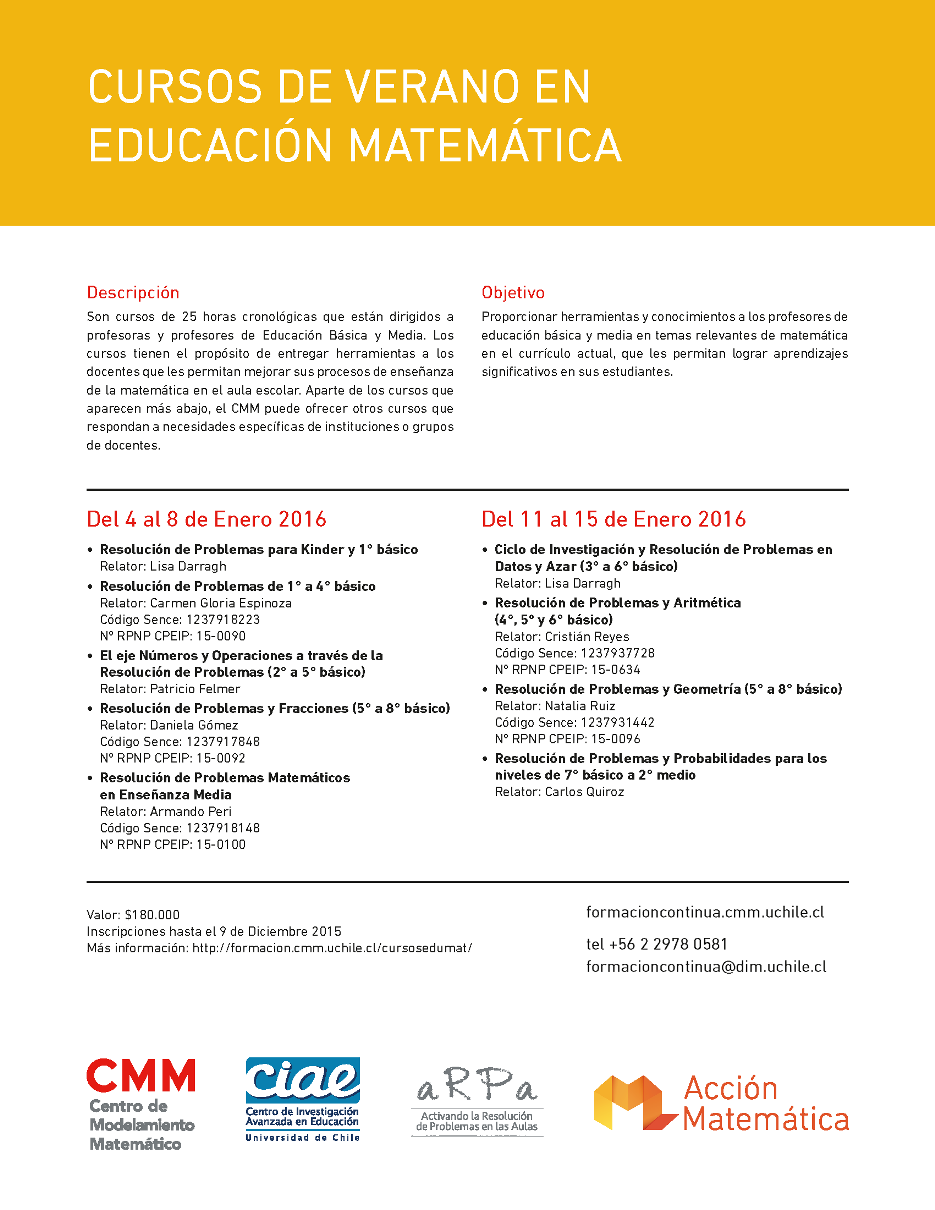 CURSOS DE VERANO EN
EDUCACIÓN MATEMÁTICA
Descripción
Son cursos de 25 horas cronológicas que están dirigidos a
profesoras y profesores de Educación Básica y Media. Los
cursos tienen el propósito de entregar herramientas a los
docentes que les permitan mejorar sus procesos de enseñanza
de la matemática en el aula escolar. Aparte de los cursos que
aparecen más abajo, el CMM puede ofrecer otros cursos que
respondan a necesidades específicas de instituciones o grupos
de docentes.
Objetivo
Proporcionar herramientas y conocimientos a los profesores de
educación básica y media en temas relevantes de matemática
en el currículo actual, que les permitan lograr aprendizajes
significativos en sus estudiantes.
Del 4 al 8 de Enero 2016
• Resolución de Problemas para Kinder y 1° básico
Relator: Lisa Darragh
• Resolución de Problemas de 1° a 4° básico
Relator: Carmen Gloria Espinoza
Código Sence: 1237918223
N° RPNP CPEIP: 15-0090
• El eje Números y Operaciones a través de la
Resolución de Problemas (2° a 5° básico)
Relator: Patricio Felmer
• Resolución de Problemas y Fracciones (5° a 8° básico)
Relator: Daniela Gómez
Código Sence: 1237917848
N° RPNP CPEIP: 15-0092
• Resolución de Problemas Matemáticos
en Enseñanza Media
Relator: Armando Peri
Código Sence: 1237918148
N° RPNP CPEIP: 15-0100
Del 11 al 15 de Enero 2016
• Ciclo de Investigación y Resolución de Problemas en
Datos y Azar (3° a 6° básico)
Relator: Lisa Darragh
• Resolución de Problemas y Aritmética
(4°, 5° y 6° básico)
Relator: Cristián Reyes
Código Sence: 1237937728
N° RPNP CPEIP: 15-0634
• Resolución de Problemas y Geometría (5° a 8° básico)
Relator: Natalia Ruiz
Código Sence: 1237931442
N° RPNP CPEIP: 15-0096
• Resolución de Problemas y Probabilidades para los
niveles de 7° básico a 2° medio
Relator: Carlos Quiroz
Valor: $180.000
Inscripciones hasta el 9 de Diciembre 2015
Más información: http://formacion.cmm.uchile.cl/cursosedumat/
formacioncontinua.cmm.uchile.cl
tel +56 2 2978 0581
formacioncontinua@dim.uchile.cl
CMM
Centro de
Modelamiento
Matemático
ciae
Centro de Investigación
Avanzada en Educación
Universidad de Chile
aRPa
Activando la Resolución
de Problemas en las Aulas
Acción
Matemática